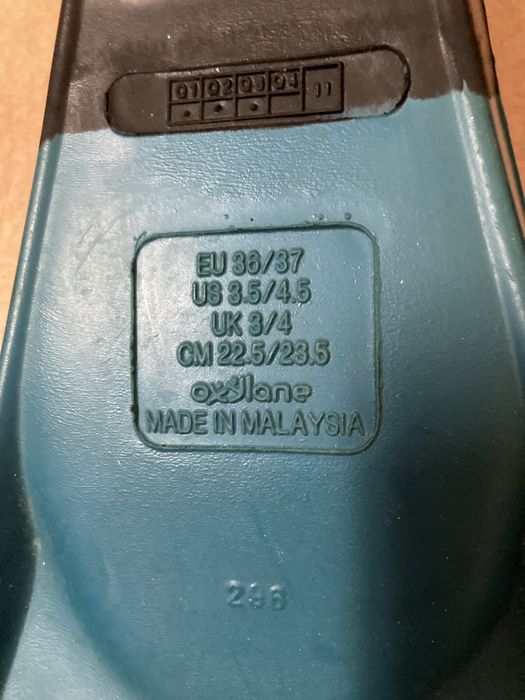 Q1 Q2 Q3 Q4 11
EU 36/37
US 3.5/4.5
UK 3/4
CM 22.5/23.5
oxylane
MADE IN MALAYSIA
296